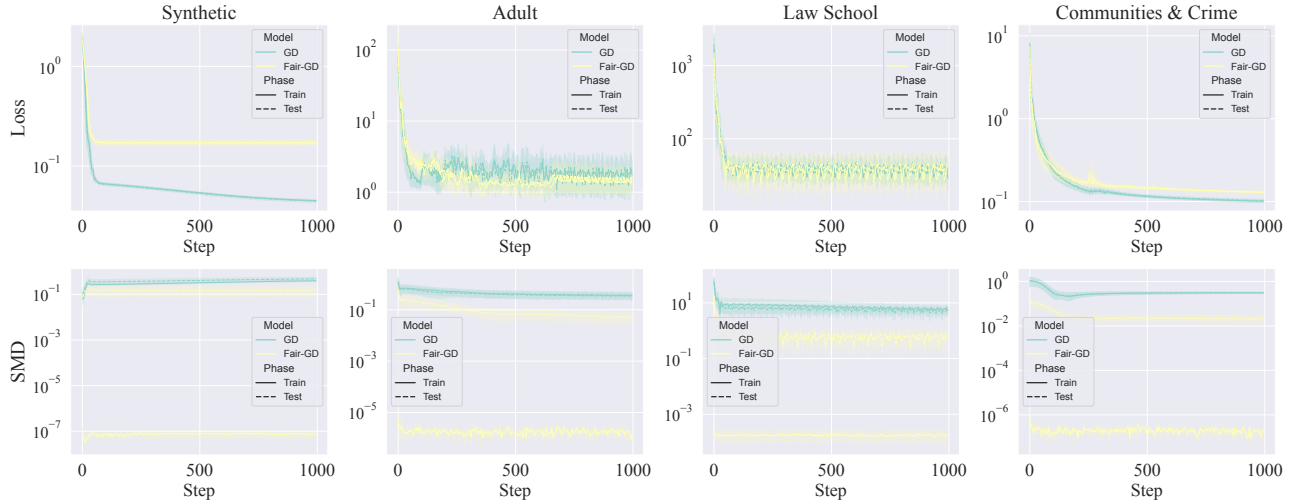 Synthetic
Adult
Law School
Communities & Crime
Loss
10^0
10^-1
Model
GD
Fair-GD
Phase
Train
Test
0
500
1000
Step
10^2
10^1
10^0
Model
GD
Fair-GD
Phase
Train
Test
0
500
1000
Step
10^3
10^2
Model
GD
Fair-GD
Phase
Train
Test
0
500
1000
Step
10^1
10^0
10^-1
Model
GD
Fair-GD
Phase
Train
Test
0
500
1000
Step
SMD
10^-1
10^-3
10^-5
10^-7
Model
GD
Fair-GD
Phase
Train
Test
0
500
1000
Step
10^-1
10^-3
10^-5
Model
GD
Fair-GD
Phase
Train
Test
0
500
1000
Step
10^1
10^-1
10^-3
Model
GD
Fair-GD
Phase
Train
Test
0
500
1000
Step
10^0
10^-2
10^-4
10^-6
Model
GD
Fair-GD
Phase
Train
Test
0
500
1000
Step